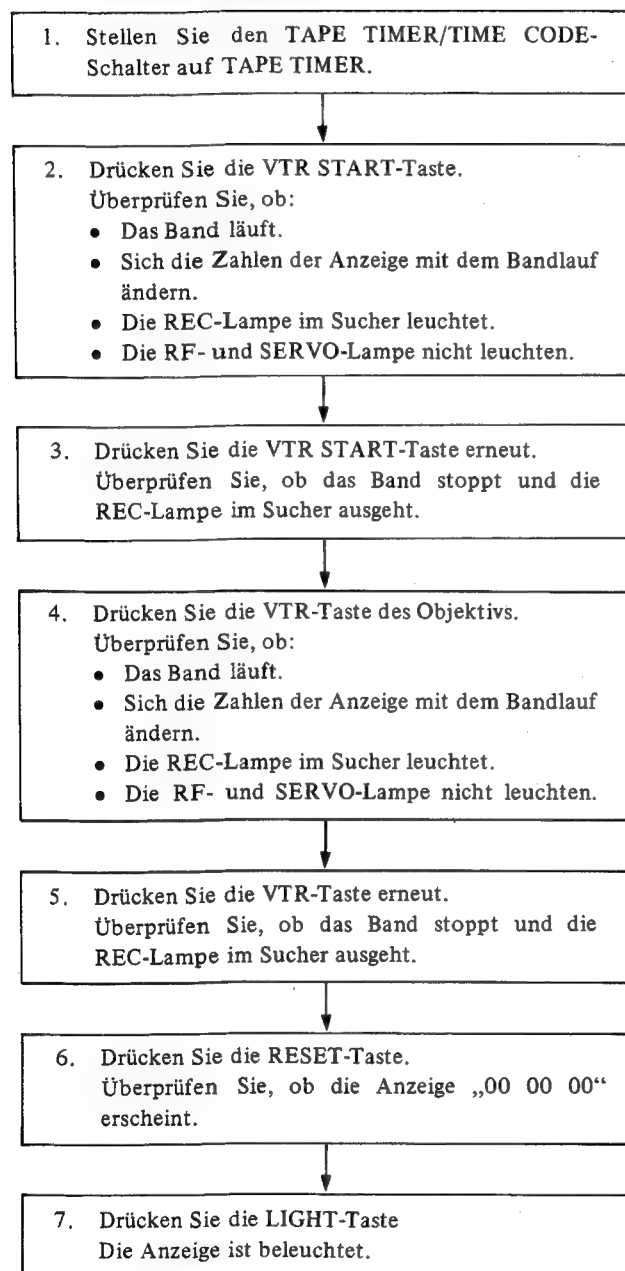 1. Stellen Sie den TAPE TIMER/TIME CODE-
Schalter auf TAPE TIMER.
2. Drücken Sie die VTR START-Taste.
Überprüfen Sie, ob:
• Das Band läuft.
• Sich die Zahlen der Anzeige mit dem Bandlauf
ändern.
• Die REC-Lampe im Sucher leuchtet.
• Die RF- und SERVO-Lampe nicht leuchten.
3. Drücken Sie die VTR START-Taste erneut.
Überprüfen Sie, ob das Band stoppt und die
REC-Lampe im Sucher ausgeht.
4. Drücken Sie die VTR-Taste des Objektivs.
Überprüfen Sie, ob:
• Das Band läuft.
• Sich die Zahlen der Anzeige mit dem Bandlauf
ändern.
• Die REC-Lampe im Sucher leuchtet.
• Die RF- und SERVO-Lampe nicht leuchten.
5. Drücken Sie die VTR-Taste erneut.
Überprüfen Sie, ob das Band stoppt und die
REC-Lampe im Sucher ausgeht.
6. Drücken Sie die RESET-Taste.
Überprüfen Sie, ob die Anzeige „00 00 00“
erscheint.
7. Drücken Sie die LIGHT-Taste
Die Anzeige ist beleuchtet.